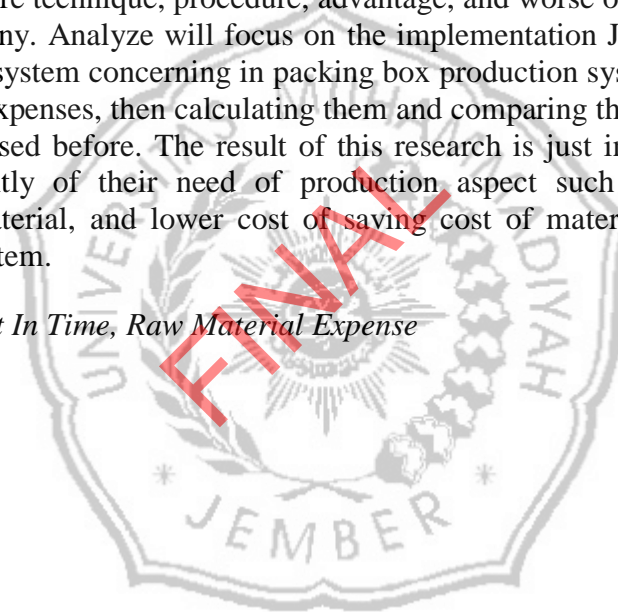 re technique, procedure, advantage, and worse o
ny. Analyze will focus on the implementation J
system concerning in packing box production sys
xpenses, then calculating them and comparing th
sed before. The result of this research is just i
tly of their need of production aspect such
aterial, and lower cost of saving cost of mater
tem.
t In Time, Raw Material Expense
FINAL
UNIVERSITAS MUHAMMADIYAH
JEMBER